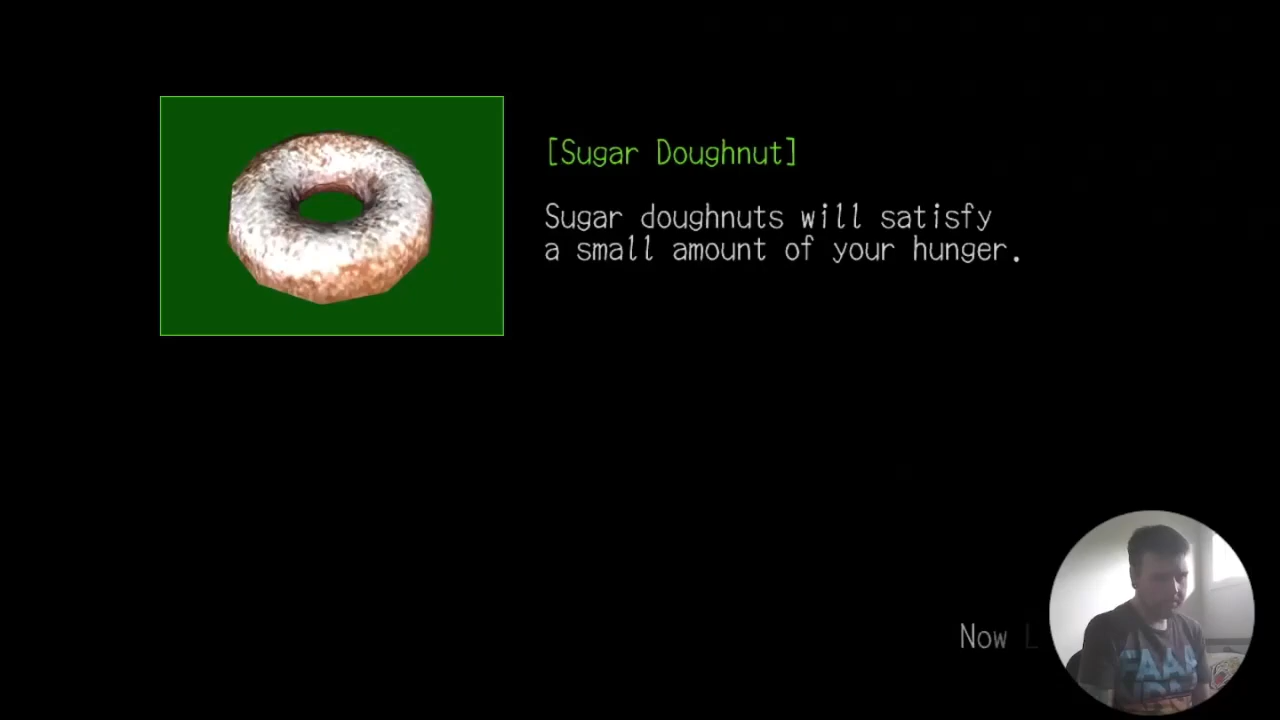 [Sugar Doughnut]
Sugar doughnuts will satisfy
a small amount of your hunger.
Now L